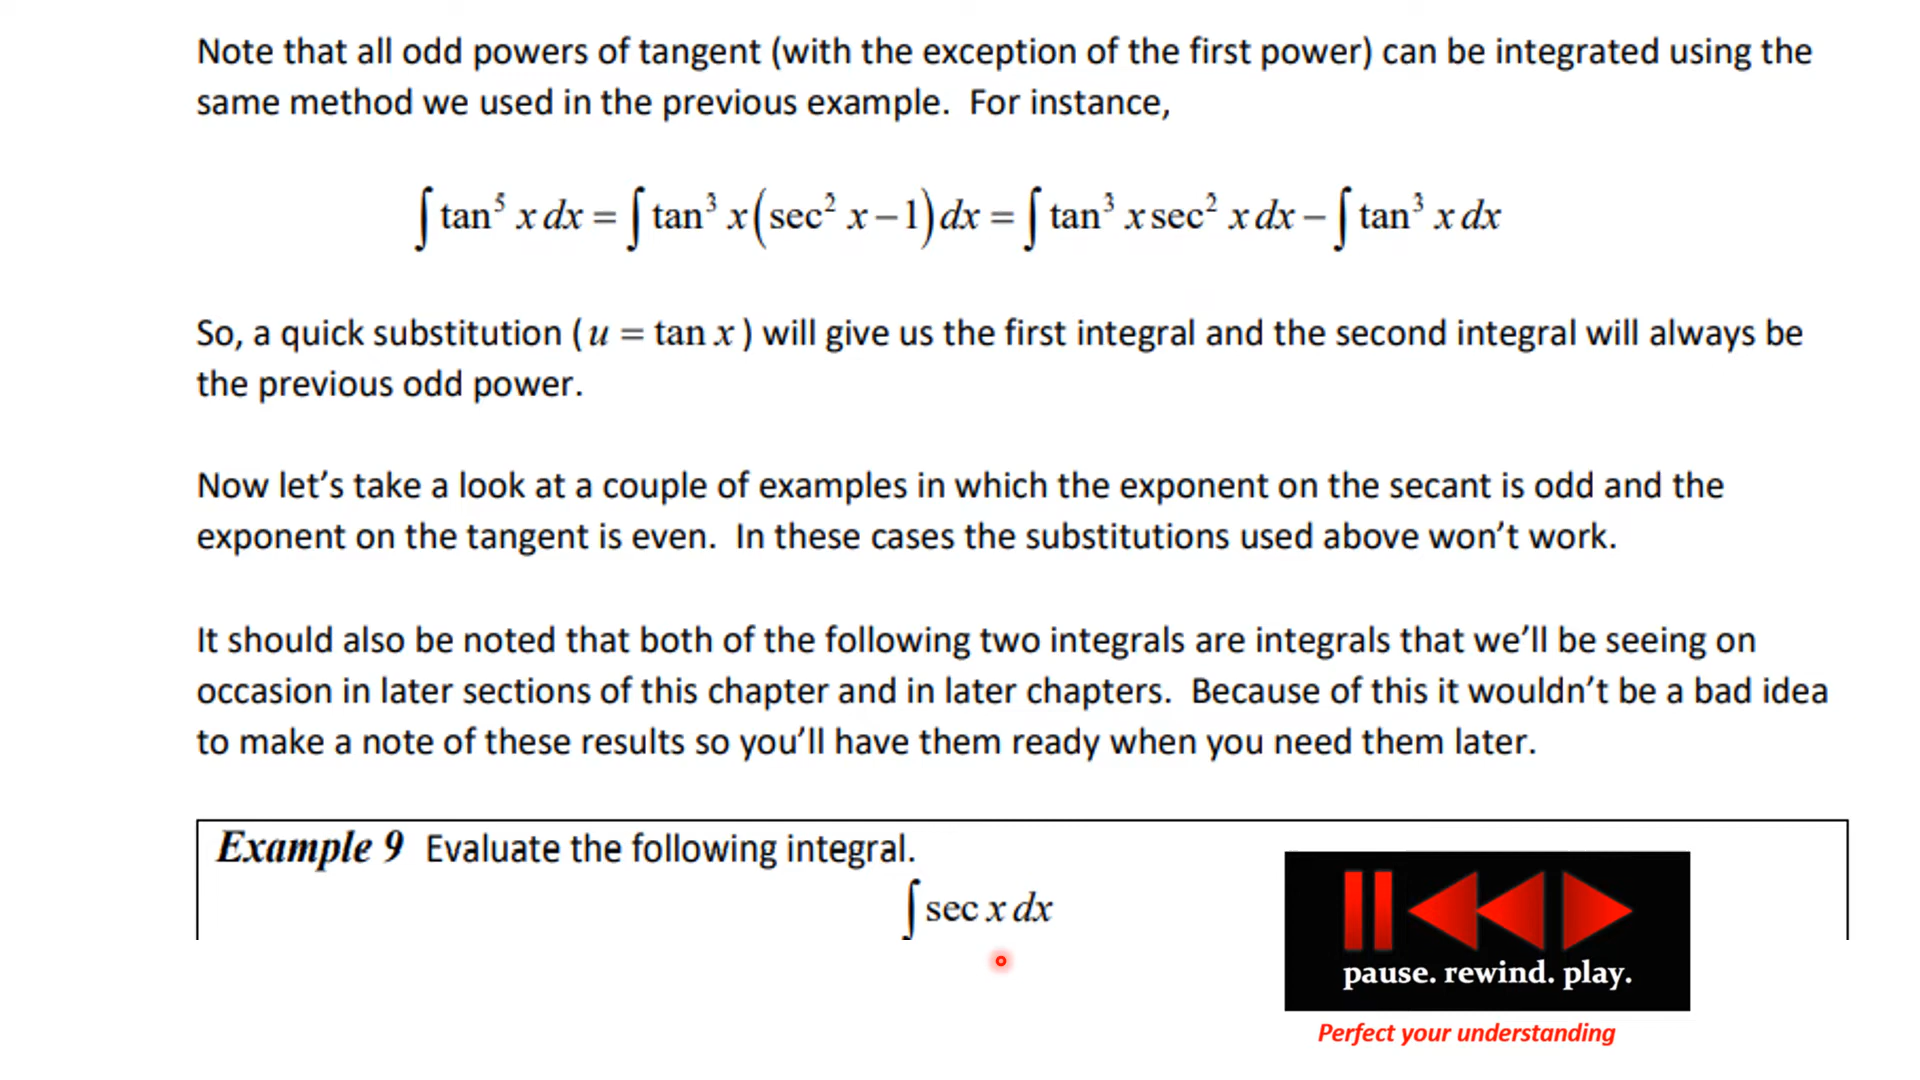 Note that all odd powers of tangent (with the exception of the first power) can be integrated using the
same method we used in the previous example.  For instance,
∫ tan⁵ x dx = ∫ tan³ x (sec² x − 1) dx = ∫ tan³ x sec² x dx − ∫ tan³ x dx
So, a quick substitution ( u = tan x ) will give us the first integral and the second integral will always be
the previous odd power.
Now let’s take a look at a couple of examples in which the exponent on the secant is odd and the
exponent on the tangent is even.  In these cases the substitutions used above won’t work.
It should also be noted that both of the following two integrals are integrals that we’ll be seeing on
occasion in later sections of this chapter and in later chapters.  Because of this it wouldn’t be a bad idea
to make a note of these results so you’ll have them ready when you need them later.
Example 9  Evaluate the following integral.
∫ sec x dx
pause. rewind. play.
Perfect your understanding